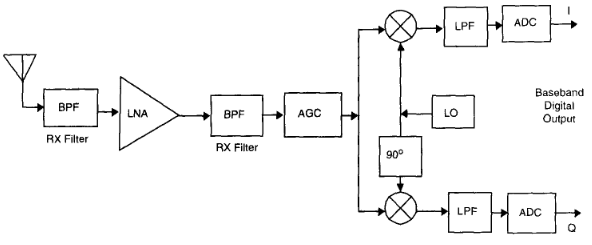 I
LPF
ADC
BPF
RX Filter
LNA
BPF
RX Filter
AGC
LO
Baseband
Digital
Output
90°
LPF
ADC
Q